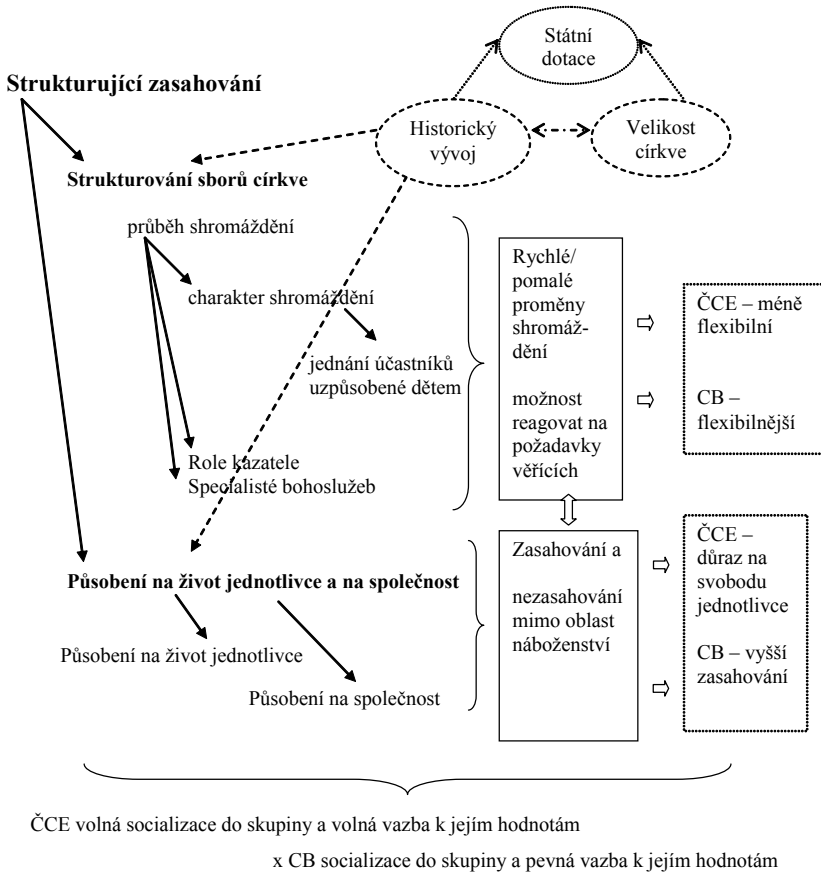 Státní
dotace
Strukturující zasahování
Historický
vývoj
Velikost
církve
Strukturování sborů církve
průběh shromáždění
charakter shromáždění
jednání účastníků
uzpůsobené dětem
Role kazatele
Specialisté bohoslužeb
Rychlé/
pomalé
proměny
shromáž-
dění
možnost
reagovat na
požadavky
věřících
ČCE – méně
flexibilní
CB –
flexibilnější
Působení na život jednotlivce a na společnost
Působení na život jednotlivce
Působení na společnost
Zasahování a
nezasahování
mimo oblast
náboženství
ČCE –
důraz na
svobodu
jednotlivce
CB – vyšší
zasahování
ČCE volná socializace do skupiny a volná vazba k jejím hodnotám
x CB socializace do skupiny a pevná vazba k jejím hodnotám